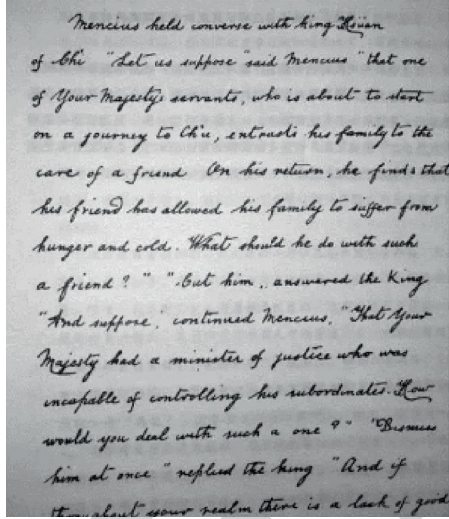 Mencius held converse with king Hsüan
of Chi "Let us suppose" said Mencius "that one
of Your Majestys servants, who is about to start
on a journey to Ch'u, entrusts his family to the
care of a friend On his return, he finds that
his friend has allowed his family to suffer from
hunger and cold. What should he do with such
a friend?" "Cut him, answered the King
"And suppose," continued Mencius, "That Your
Majesty had a minister of justice who was
incapable of controlling his subordinates. How
would you deal with such a one?" "Dismiss
him at once" replied the king "And if
throughout your realm there is a lack of good